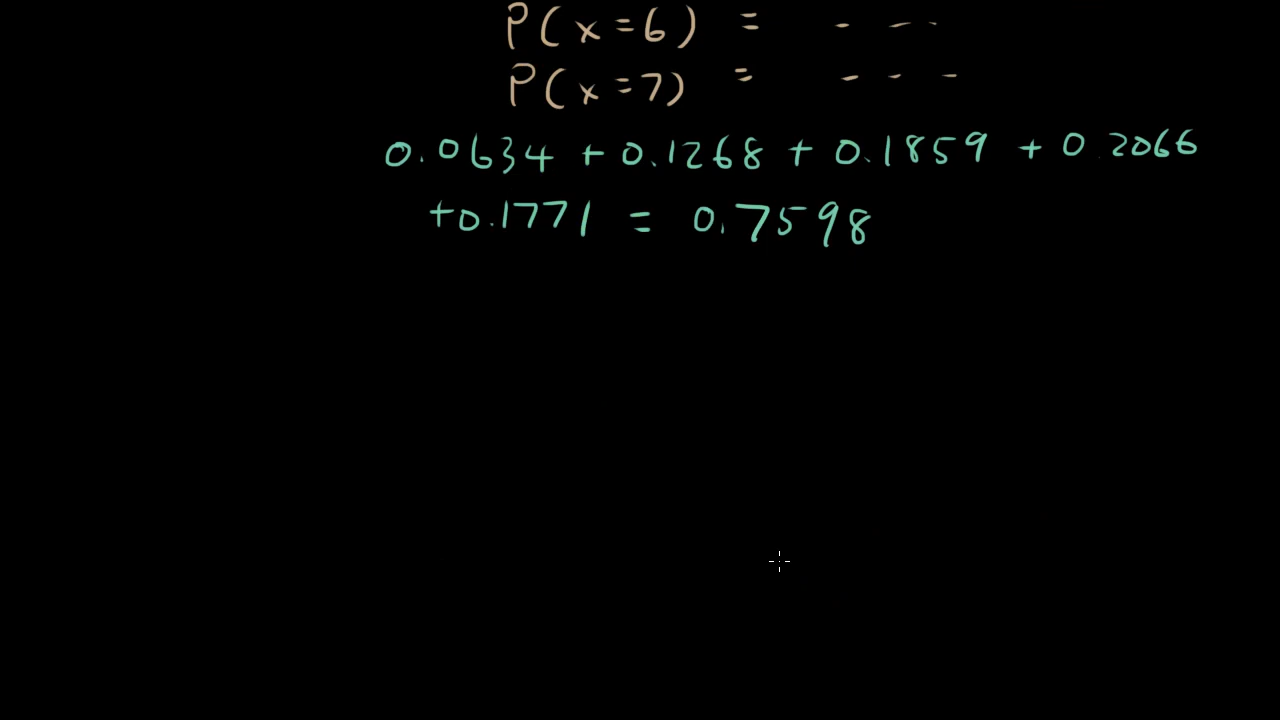 P(x=6) = - - -
P(x=7) = - - -
0.0634 + 0.1268 + 0.1859 + 0.2066
+0.1771 = 0.7598